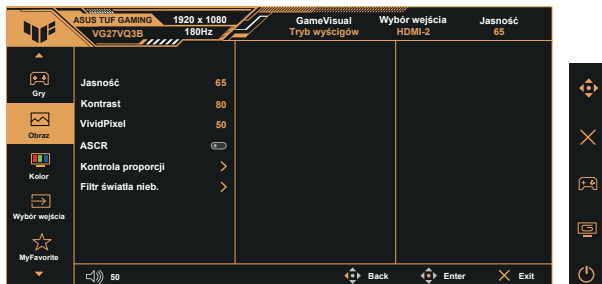 ASUS TUF GAMING 1920 x 1080
VG27VQ3B 180Hz
GameVisual Wybór wejścia Jasność
Tryb wyścigów HDMI-2 65
Gry
Obraz
Kolor
Wybór wejścia
MyFavorite
Jasność 65
Kontrast 80
VividPixel 50
ASCR
Kontrola proporcji
Filtr światła nieb.
50 Back Enter Exit